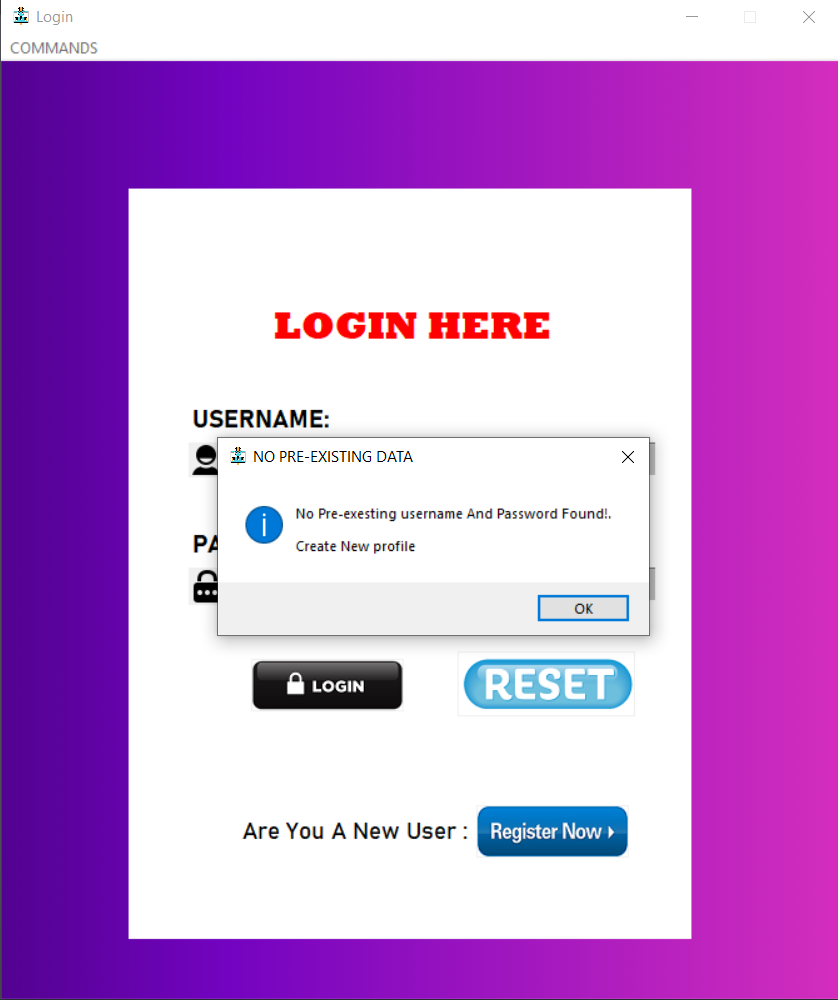 Login
COMMANDS
LOGIN HERE
USERNAME:
NO PRE-EXISTING DATA
No Pre-exesting username And Password Found!.
PA
Create New profile
OK
LOGIN
RESET
Are You A New User :
Register Now